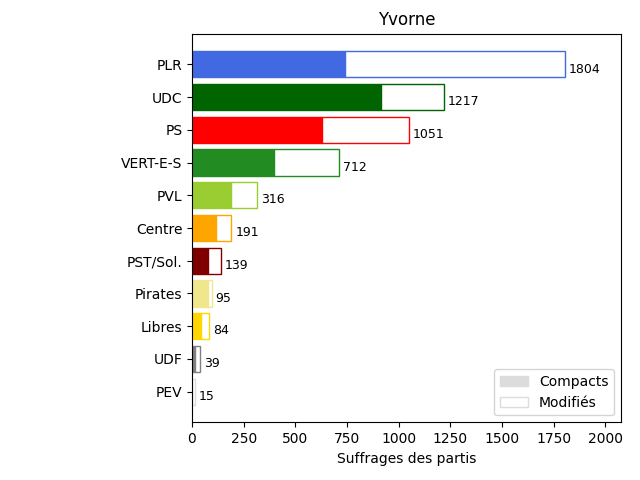 Yvorne
PLR 1804
UDC 1217
PS 1051
VERT-E-S 712
PVL 316
Centre 191
PST/Sol. 139
Pirates 95
Libres 84
UDF 39
PEV 15
Compacts
Modifiés
0 250 500 750 1000 1250 1500 1750 2000
Suffrages des partis